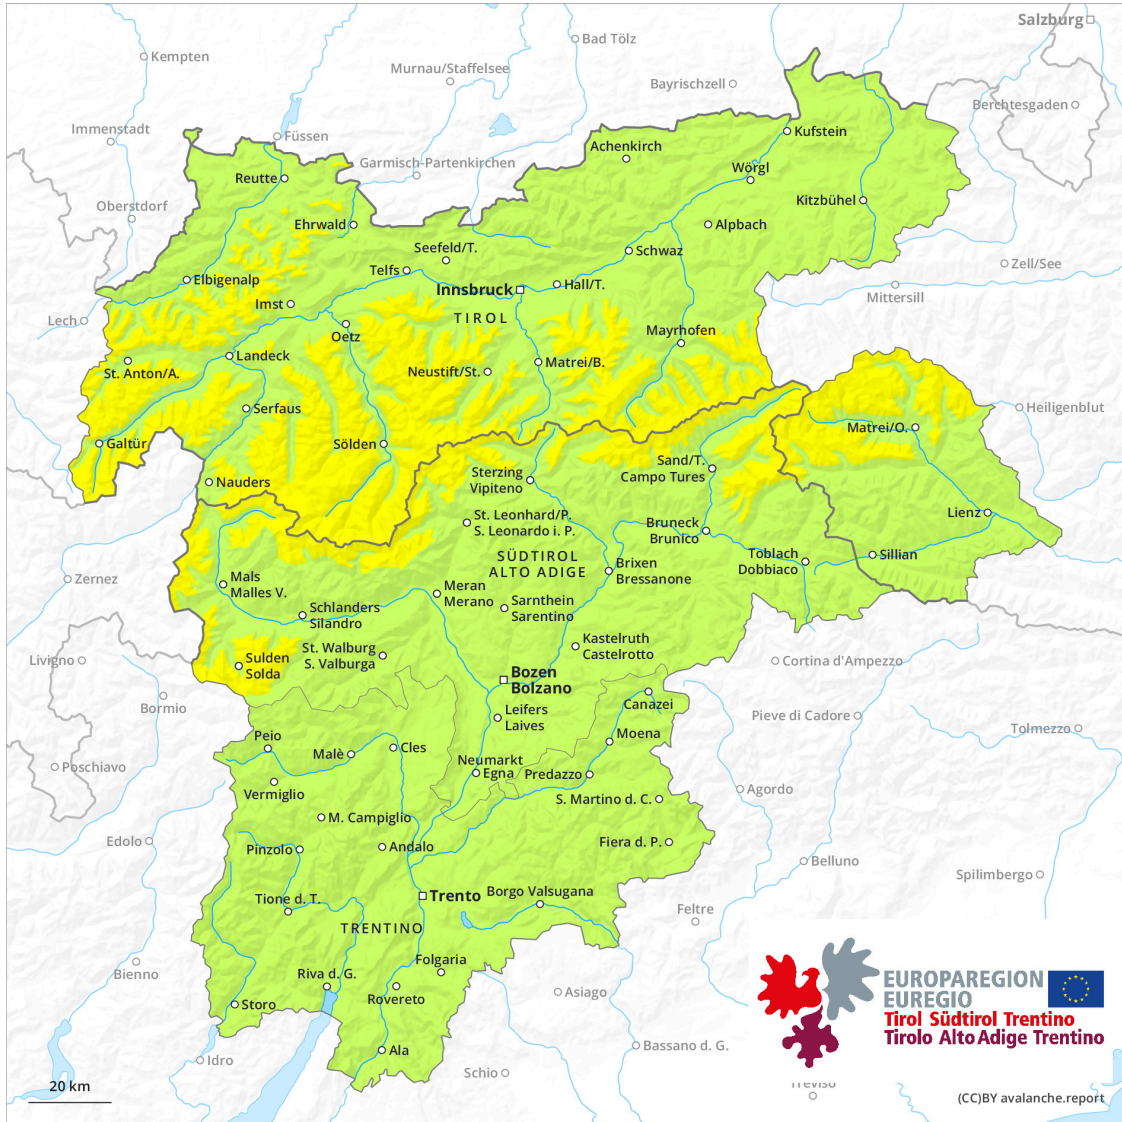 Salzburg
Bad Tölz
Kempten
Murnau/Staffelsee
Bayrischzell
Berchtesgaden
Immenstadt
Füssen
Kufstein
Achenkirch
Garmisch-Partenkirchen
Wörgl
Reutte
Kitzbühel
Oberstdorf
Ehrwald
Alpbach
Seefeld/T.
Schwaz
Zell/See
Telfs
Elbigenalp
Hall/T.
Innsbruck
Mittersill
Imst
TIROL
Lech
Mayrhofen
Oetz
Landeck
Matrei/B.
St. Anton/A.
Neustift/St.
Serfaus
Heiligenblut
Matrei/O.
Galtür
Sölden
Sand/T.
Campo Tures
Sterzing
Vipiteno
Nauders
Lienz
St. Leonhard/P.
S. Leonardo i. P.
Bruneck
Brunico
SÜDTIROL
ALTO ADIGE
Toblach
Dobbiaco
Sillian
Brixen
Bressanone
Zernez
Mals
Malles V.
Meran
Merano
Sarnthein
Sarentino
Schlanders
Silandro
Kastelruth
Castelrotto
St. Walburg
S. Valburga
Livigno
Sulden
Solda
Cortina d'Ampezzo
Bozen
Bolzano
Bormio
Canazei
Leifers
Laives
Pieve di Cadore
Tolmezzo
Peio
Moena
Malè
Cles
Neumarkt
Egna
Poschiavo
Predazzo
Vermiglio
Agordo
S. Martino d. C.
M. Campiglio
Edolo
Pinzolo
Andalo
Fiera d. P.
Belluno
Spilimbergo
Trento
Borgo Valsugana
Tione d. T.
Feltre
TRENTINO
Folgaria
Bienno
Riva d. G.
Rovereto
Asiago
Storo
EUROPAREGION
EUREGIO
Tirol Südtirol Trentino
Tirolo Alto Adige Trentino
Ala
Bassano d. G.
Idro
Schio
20 km
Treviso
(CC)BY avalanche.report